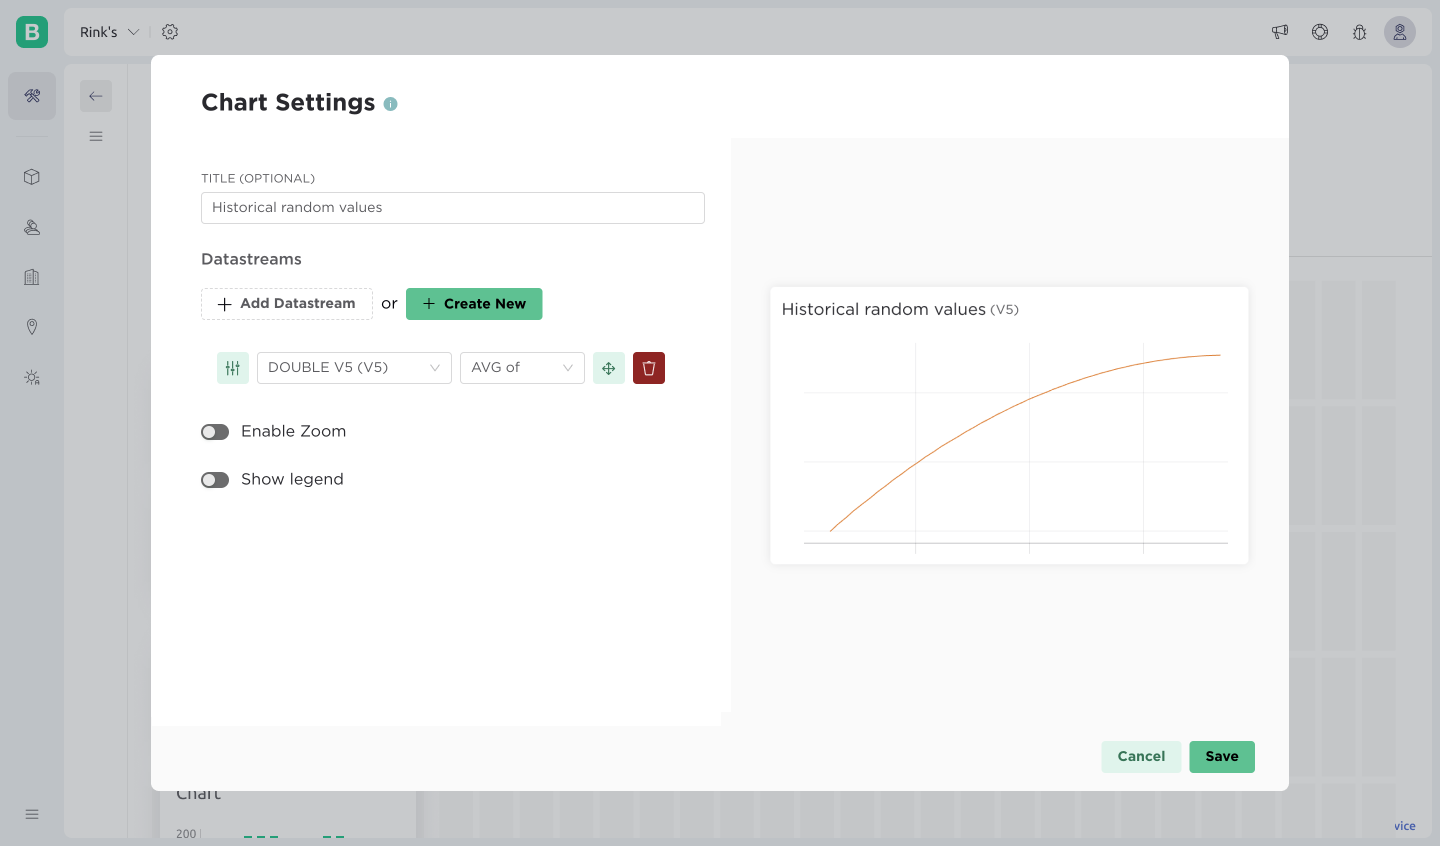 B
Rink's
Chart Settings
TITLE (OPTIONAL)
Historical random values
Datastreams
Add Datastream or Create New
DOUBLE V5 (V5) AVG of
Enable Zoom
Show legend
Historical random values (V5)
Cancel Save
Chart
200
vice